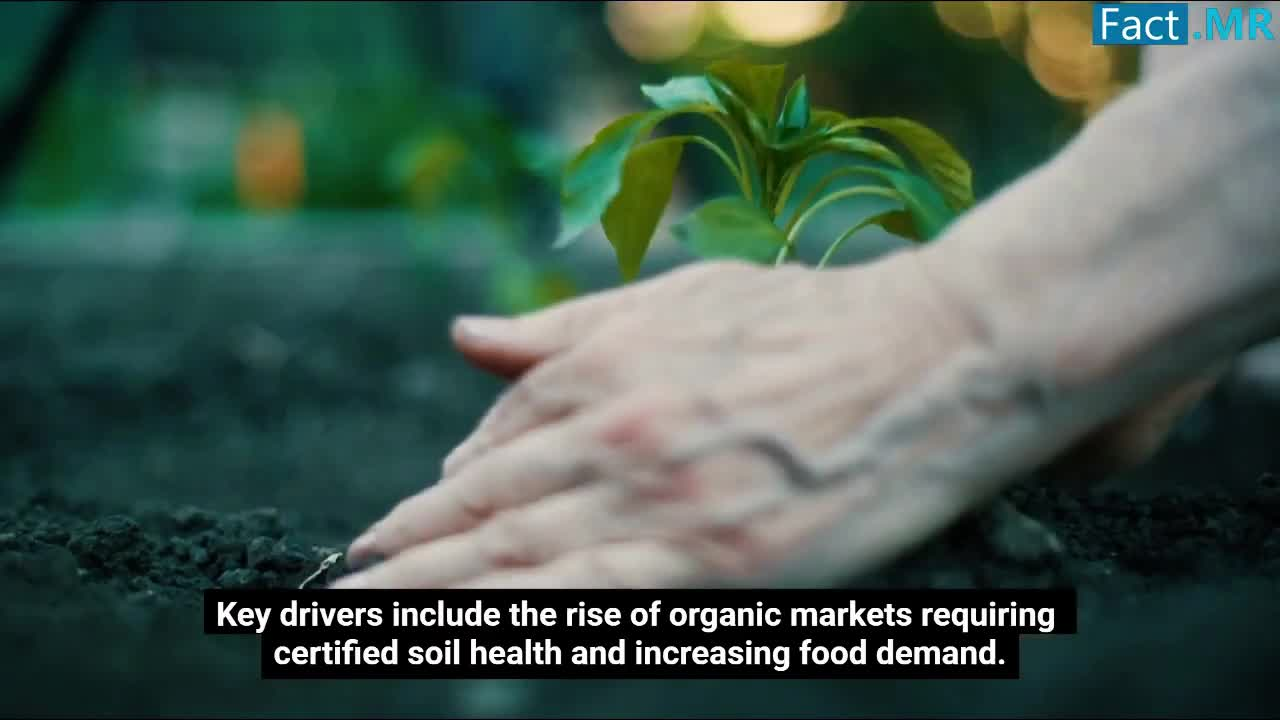 Fact.MR
Key drivers include the rise of organic markets requiring
certified soil health and increasing food demand.